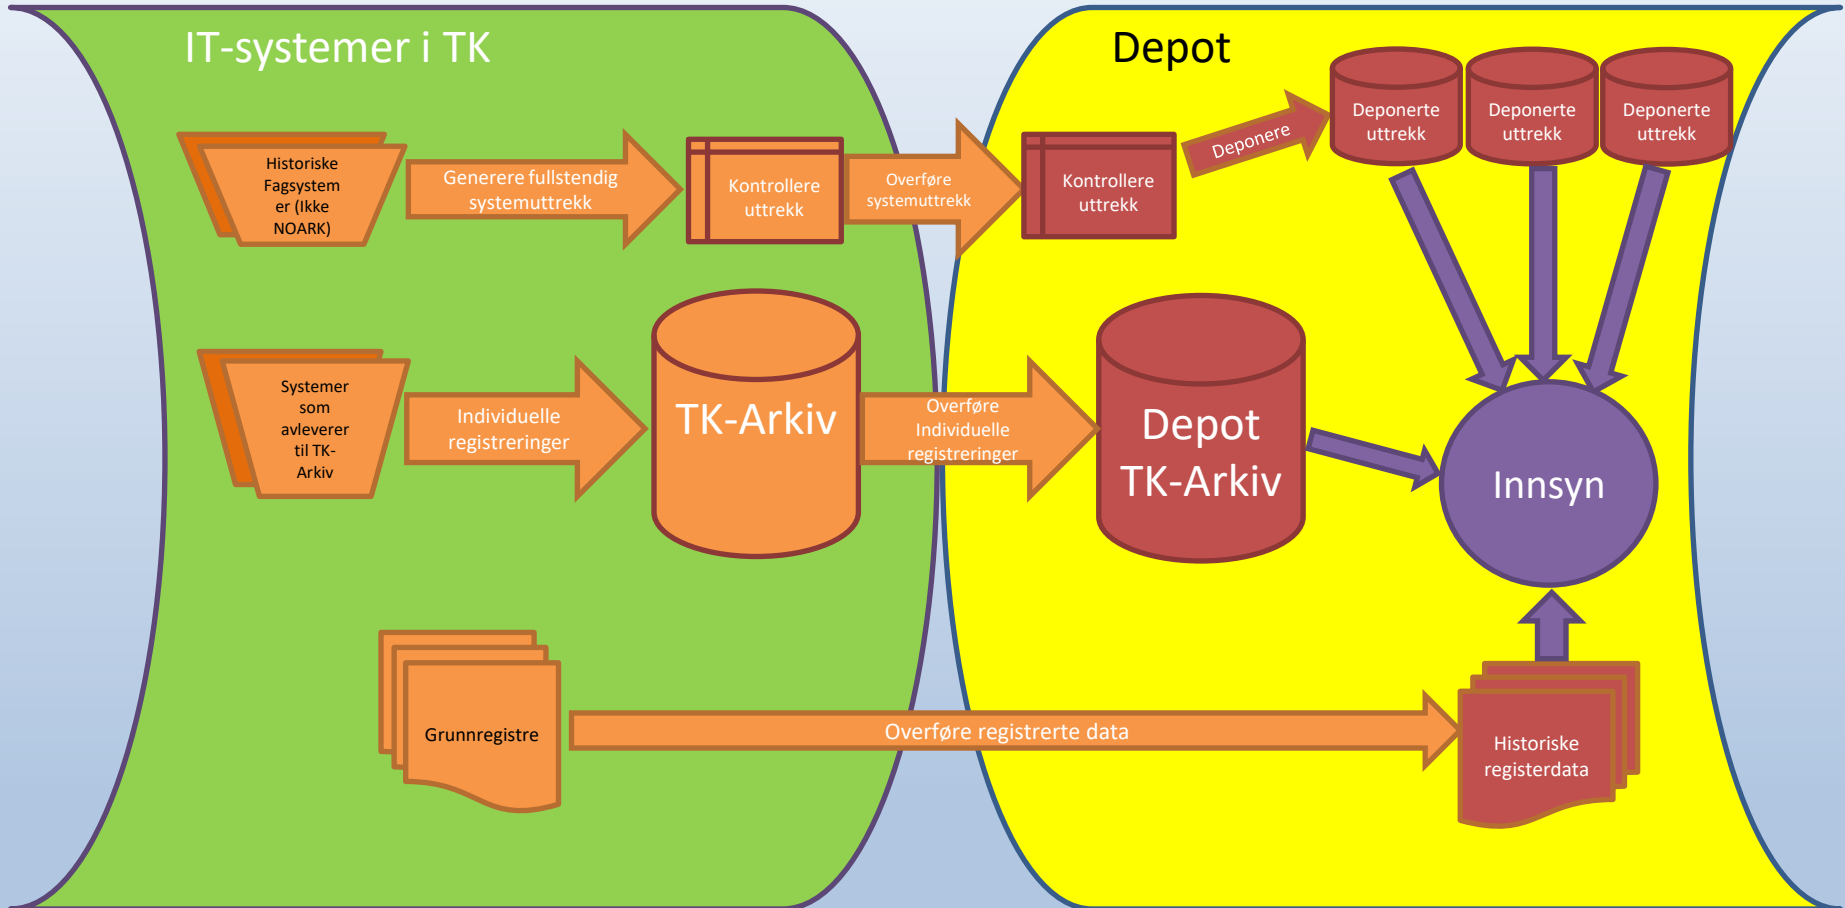 IT-systemer i TK
Depot
Historiske
Fagsystem
er (Ikke
NOARK)
Generere fullstendig
systemuttrekk
Kontrollere
uttrekk
Overføre
systemuttrekk
Kontrollere
uttrekk
Deponere
Deponerte
uttrekk
Deponerte
uttrekk
Deponerte
uttrekk
Systemer
som
avleverer
til TK-
Arkiv
Individuelle
registreringer
TK-Arkiv
Overføre
Individuelle
registreringer
Depot
TK-Arkiv
Innsyn
Grunnregistre
Overføre registrerte data
Historiske
registerdata